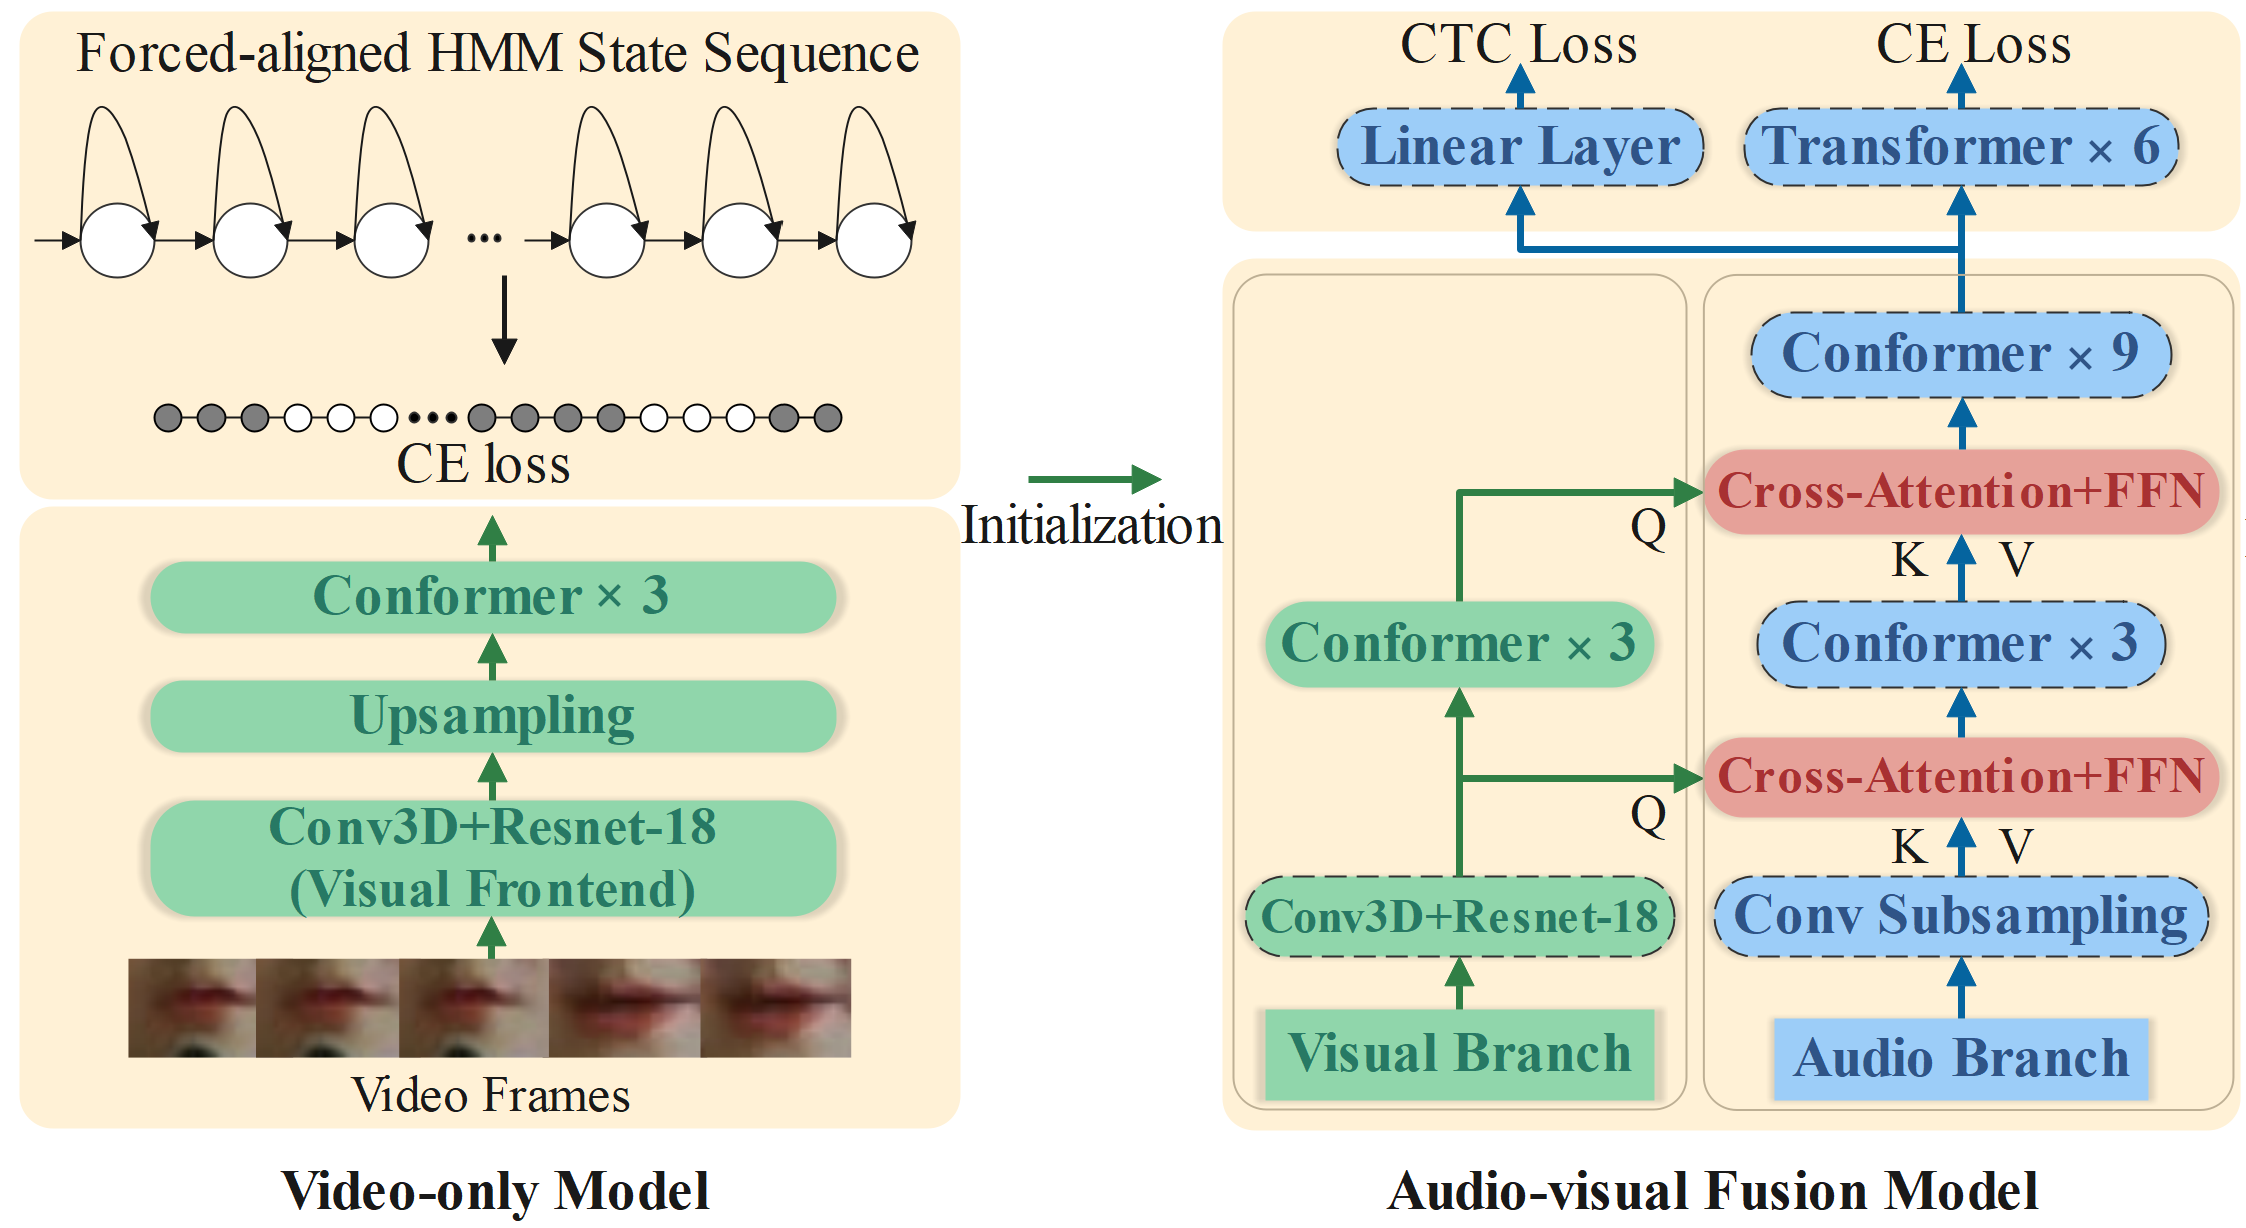 Forced-aligned HMM State Sequence
CE loss
Conformer × 3
Upsampling
Conv3D+Resnet-18
(Visual Frontend)
Video Frames
Video-only Model
Initialization
CTC Loss
CE Loss
Linear Layer
Transformer × 6
Conformer × 9
Cross-Attention+FFN
Q
K
V
Conformer × 3
Conformer × 3
Cross-Attention+FFN
Q
K
V
Conv3D+Resnet-18
Conv Subsampling
Visual Branch
Audio Branch
Audio-visual Fusion Model